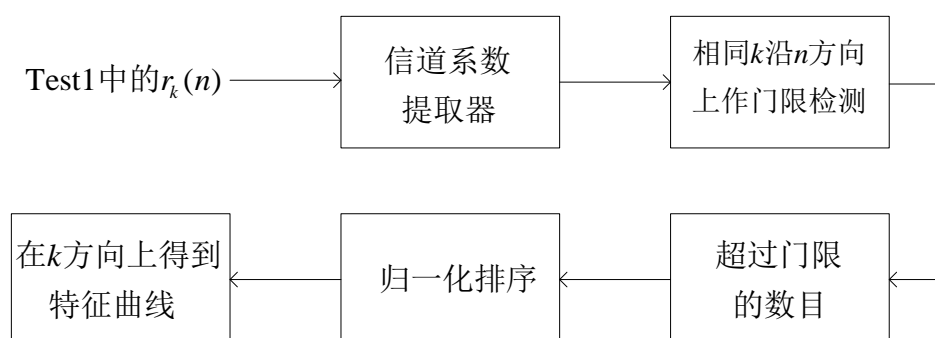 Test1中的r_k(n)
信道系数
提取器
相同k沿n方向
上作门限检测
超过门限
的数目
归一化排序
在k方向上得到
特征曲线